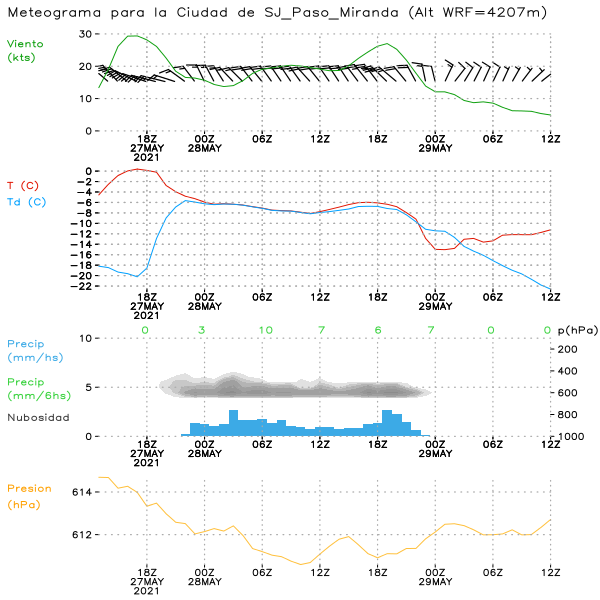 Meteograma para la Ciudad de SJ_Paso_Miranda (Alt WRF=4207m)
Viento
(kts)
30
20
10
0
18Z 00Z 06Z 12Z 18Z 00Z 06Z 12Z
27MAY 28MAY 29MAY
2021
T (C)
Td (C)
0
-2
-4
-6
-8
-10
-12
-14
-16
-18
-20
-22
18Z 00Z 06Z 12Z 18Z 00Z 06Z 12Z
27MAY 28MAY 29MAY
2021
0 3 10 7 6 7 0 0 p(hPa)
Precip
(mm/hs)
Precip
(mm/6hs)
Nubosidad
10
5
0
200
400
600
800
1000
18Z 00Z 06Z 12Z 18Z 00Z 06Z 12Z
27MAY 28MAY 29MAY
2021
Presion
(hPa)
614
612
18Z 00Z 06Z 12Z 18Z 00Z 06Z 12Z
27MAY 28MAY 29MAY
2021